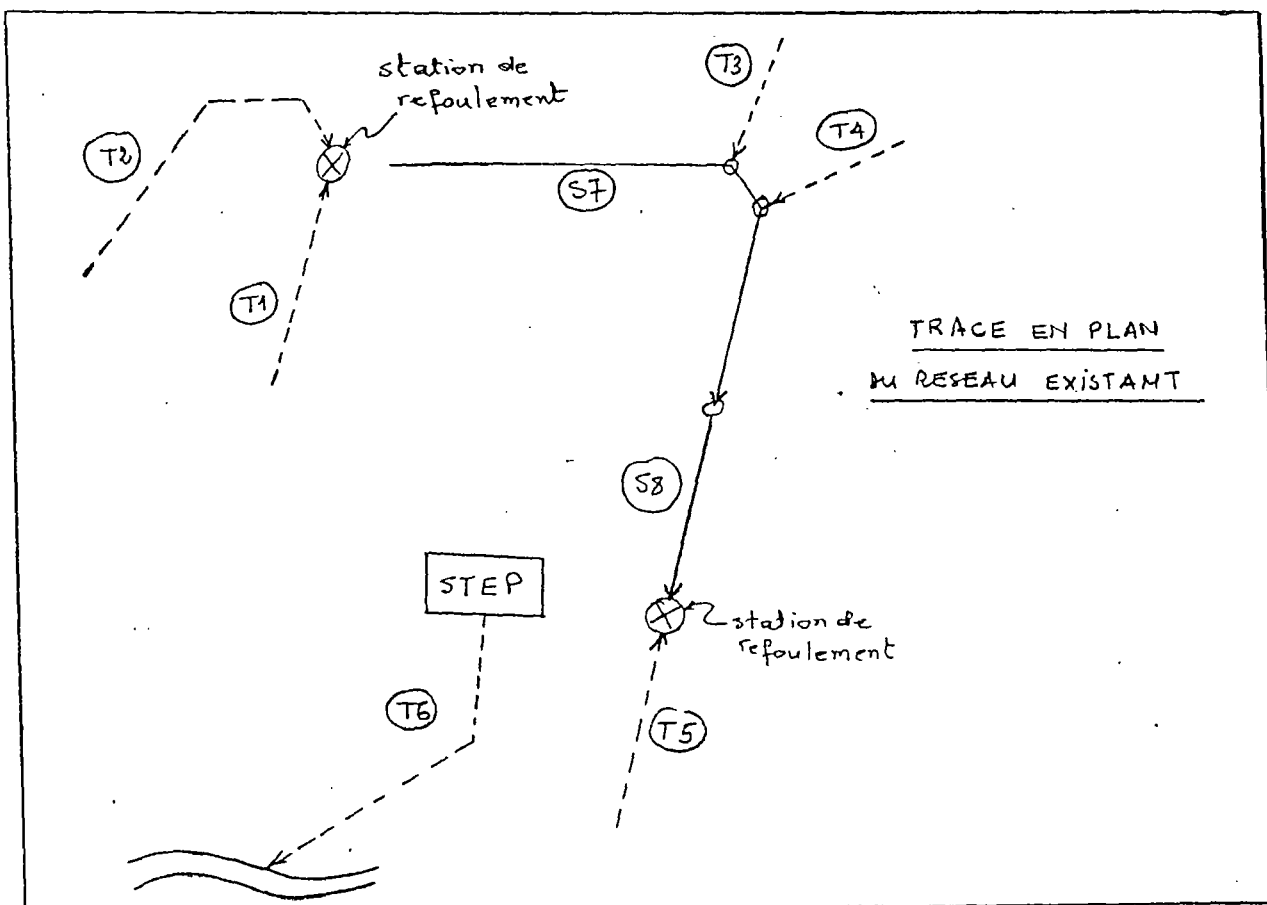 station de
refoulement
T3
T2
T4
S7
T1
TRACE EN PLAN
DU RESEAU EXISTANT
S8
STEP
station de
refoulement
T6
T5